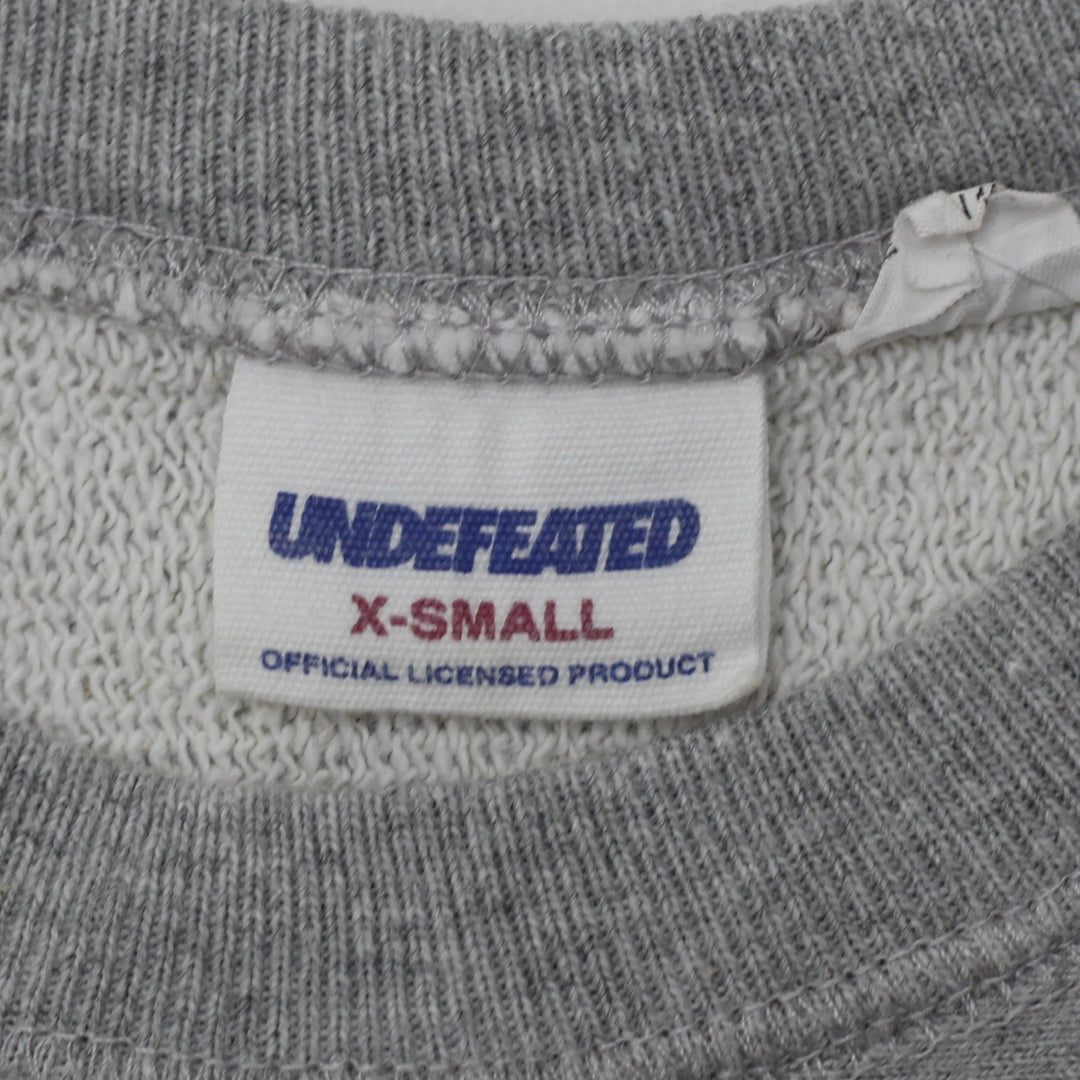 UNDEFEATED
X-SMALL
OFFICIAL LICENSED PRODUCT